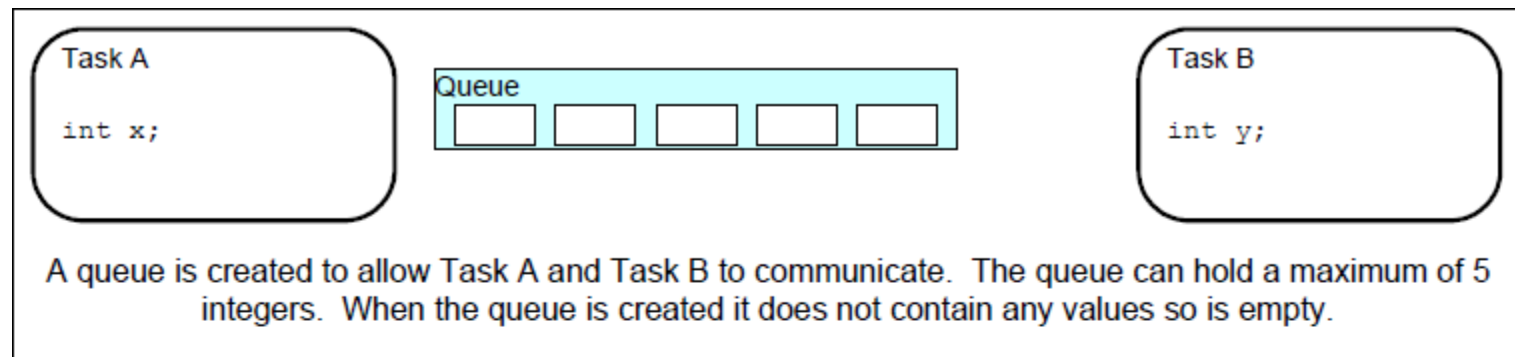 Task A
int x;
Queue
Task B
int y;
A queue is created to allow Task A and Task B to communicate.  The queue can hold a maximum of 5
integers.  When the queue is created it does not contain any values so is empty.